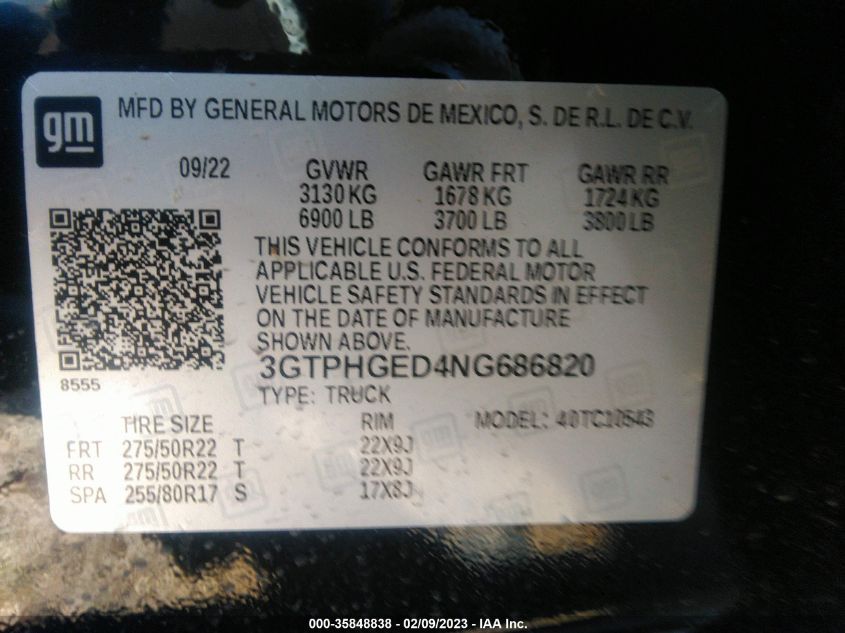 gm
MFD BY GENERAL MOTORS DE MEXICO, S. DE R.L. DE C.V.
09/22 GVWR GAWR FRT GAWR RR
3130 KG 1678 KG 1724 KG
6900 LB 3700 LB 3800 LB
THIS VEHICLE CONFORMS TO ALL
APPLICABLE U.S. FEDERAL MOTOR
VEHICLE SAFETY STANDARDS IN EFFECT
ON THE DATE OF MANUFACTURE
SHOWN ABOVE.
3GTPHGED4NG686820
8555
TYPE: TRUCK
TIRE SIZE RIM MODEL: 40TC10543
FRT 275/50R22 T 22X9J
RR 275/50R22 T 22X9J
SPA 255/80R17 S 17X8J
000-35848838 - 02/09/2023 - IAA Inc.